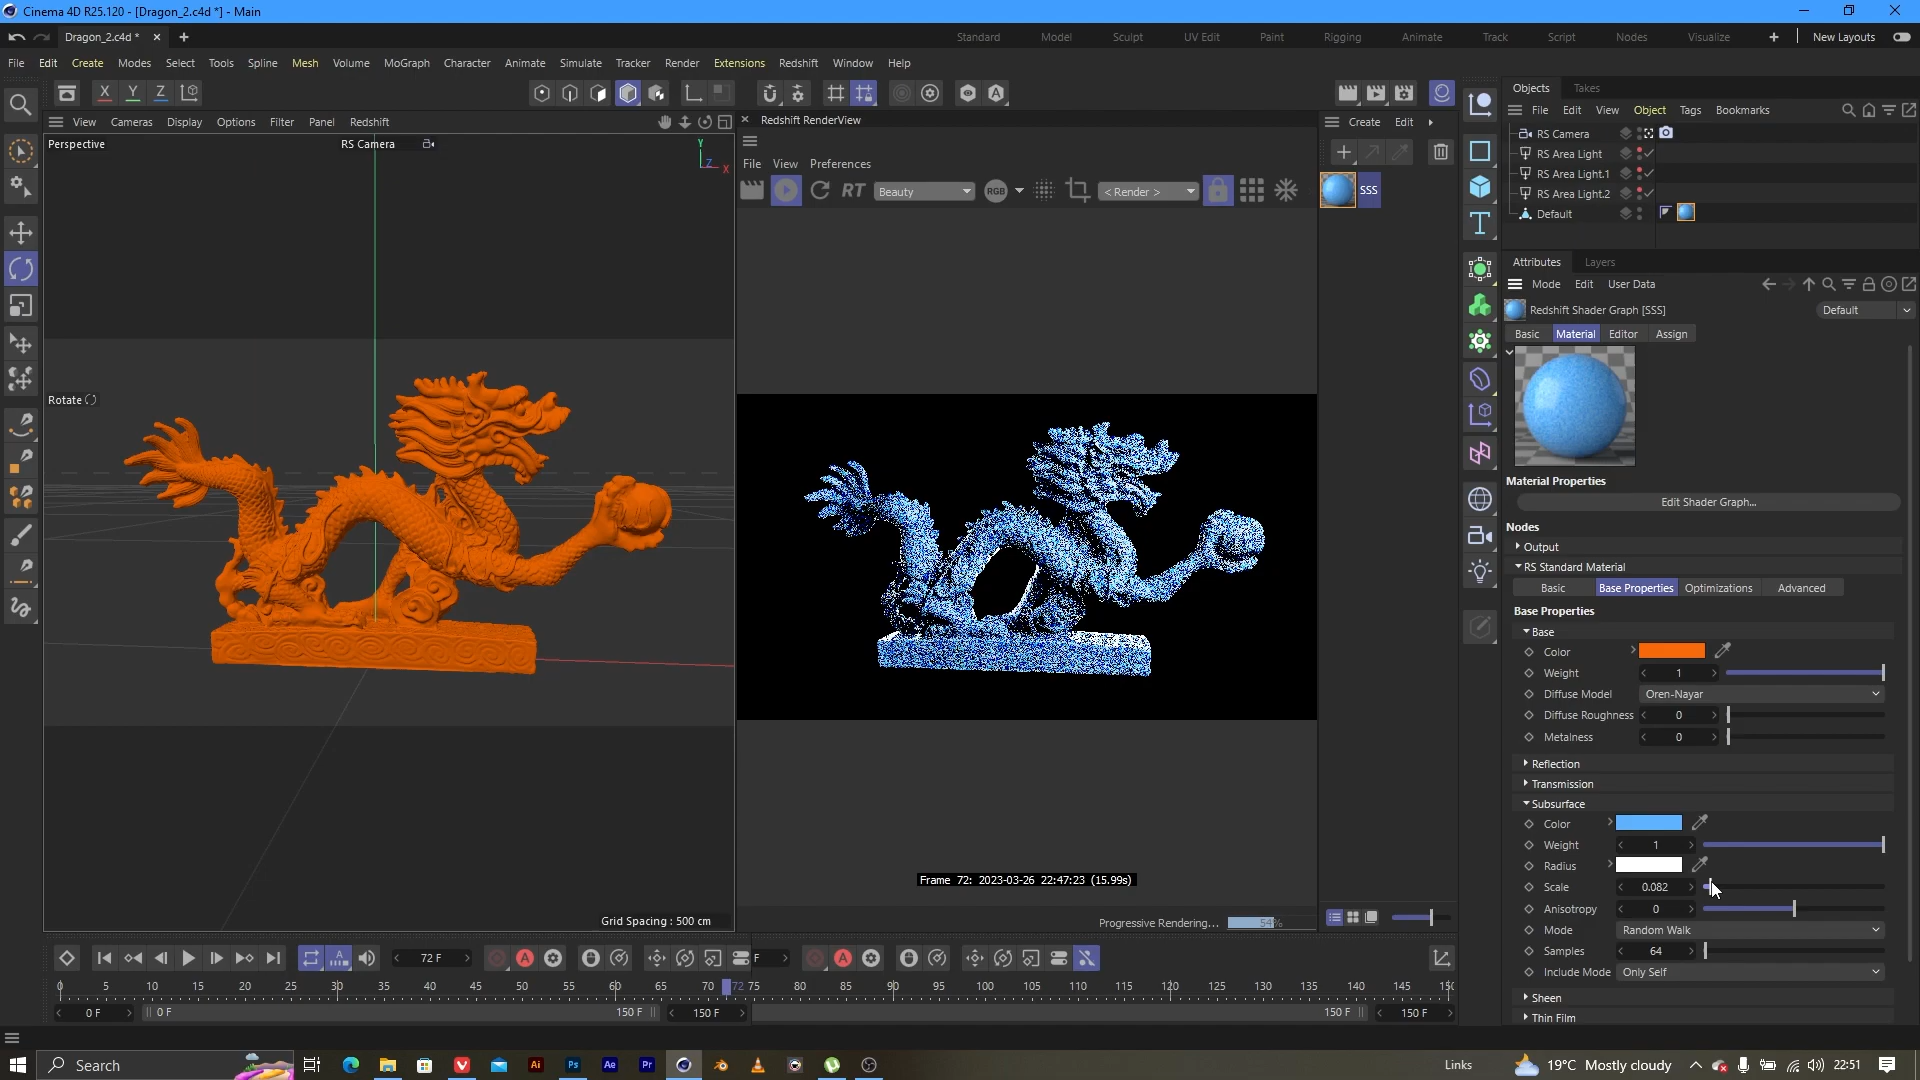 Cinema 4D R25.120 - [Dragon_2.c4d *] - Main
Dragon_2.c4d * × +
Standard Model Sculpt UV Edit Paint Rigging Animate Track Script Nodes Visualize + New Layouts
File Edit Create Modes Select Tools Spline Mesh Volume MoGraph Character Animate Simulate Tracker Render Extensions Redshift Window Help
X Y Z
View Cameras Display Options Filter Panel Redshift
Perspective
RS Camera
Y
Z
X
Rotate
Grid Spacing : 500 cm
Redshift RenderView
File View Preferences
RT
Beauty
RGB
< Render >
Frame 72: 2023-03-26 22:47:23 (15.99s)
Progressive Rendering...
54%
Create Edit
SSS
Objects Takes
File Edit View Object Tags Bookmarks
RS Camera
RS Area Light
RS Area Light.1
RS Area Light.2
Default
Attributes Layers
Mode Edit User Data
Redshift Shader Graph [SSS]
Default
Basic Material Editor Assign
Material Properties
Edit Shader Graph...
Nodes
Output
RS Standard Material
Basic Base Properties Optimizations Advanced
Base Properties
Base
Color
Weight 1
Diffuse Model Oren-Nayar
Diffuse Roughness 0
Metalness 0
Reflection
Transmission
Subsurface
Color
Weight 1
Radius
Scale 0.082
Anisotropy 0
Mode Random Walk
Samples 64
Include Mode Only Self
Sheen
Thin Film
72 F
F
0 5 10 15 20 25 30 35 40 45 50 55 60 65 70 72 75 80 85 90 95 100 105 110 115 120 125 130 135 140 145
0 F
0 F
150 F
150 F
150 F
150 F
Search
Ai Ps Ae Pr
Links
19°C Mostly cloudy
22:51